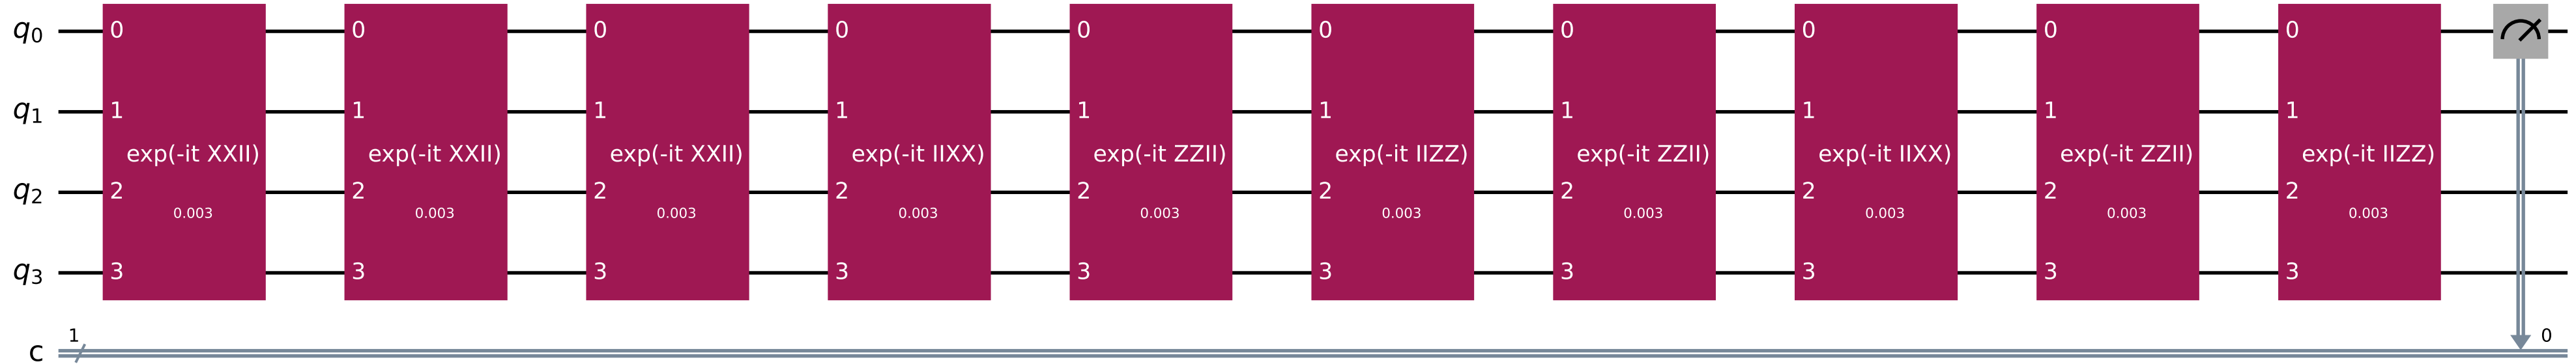 q0 0 0 0 0 0 0 0 0 0 0
q1 1 1 1 1 1 1 1 1 1 1
exp(-it XXII) exp(-it XXII) exp(-it XXII) exp(-it IIXX) exp(-it ZZII) exp(-it IIZZ) exp(-it ZZII) exp(-it IIXX) exp(-it ZZII) exp(-it IIZZ)
q2 2 2 2 2 2 2 2 2 2 2
0.003 0.003 0.003 0.003 0.003 0.003 0.003 0.003 0.003 0.003
q3 3 3 3 3 3 3 3 3 3 3
1 0
c